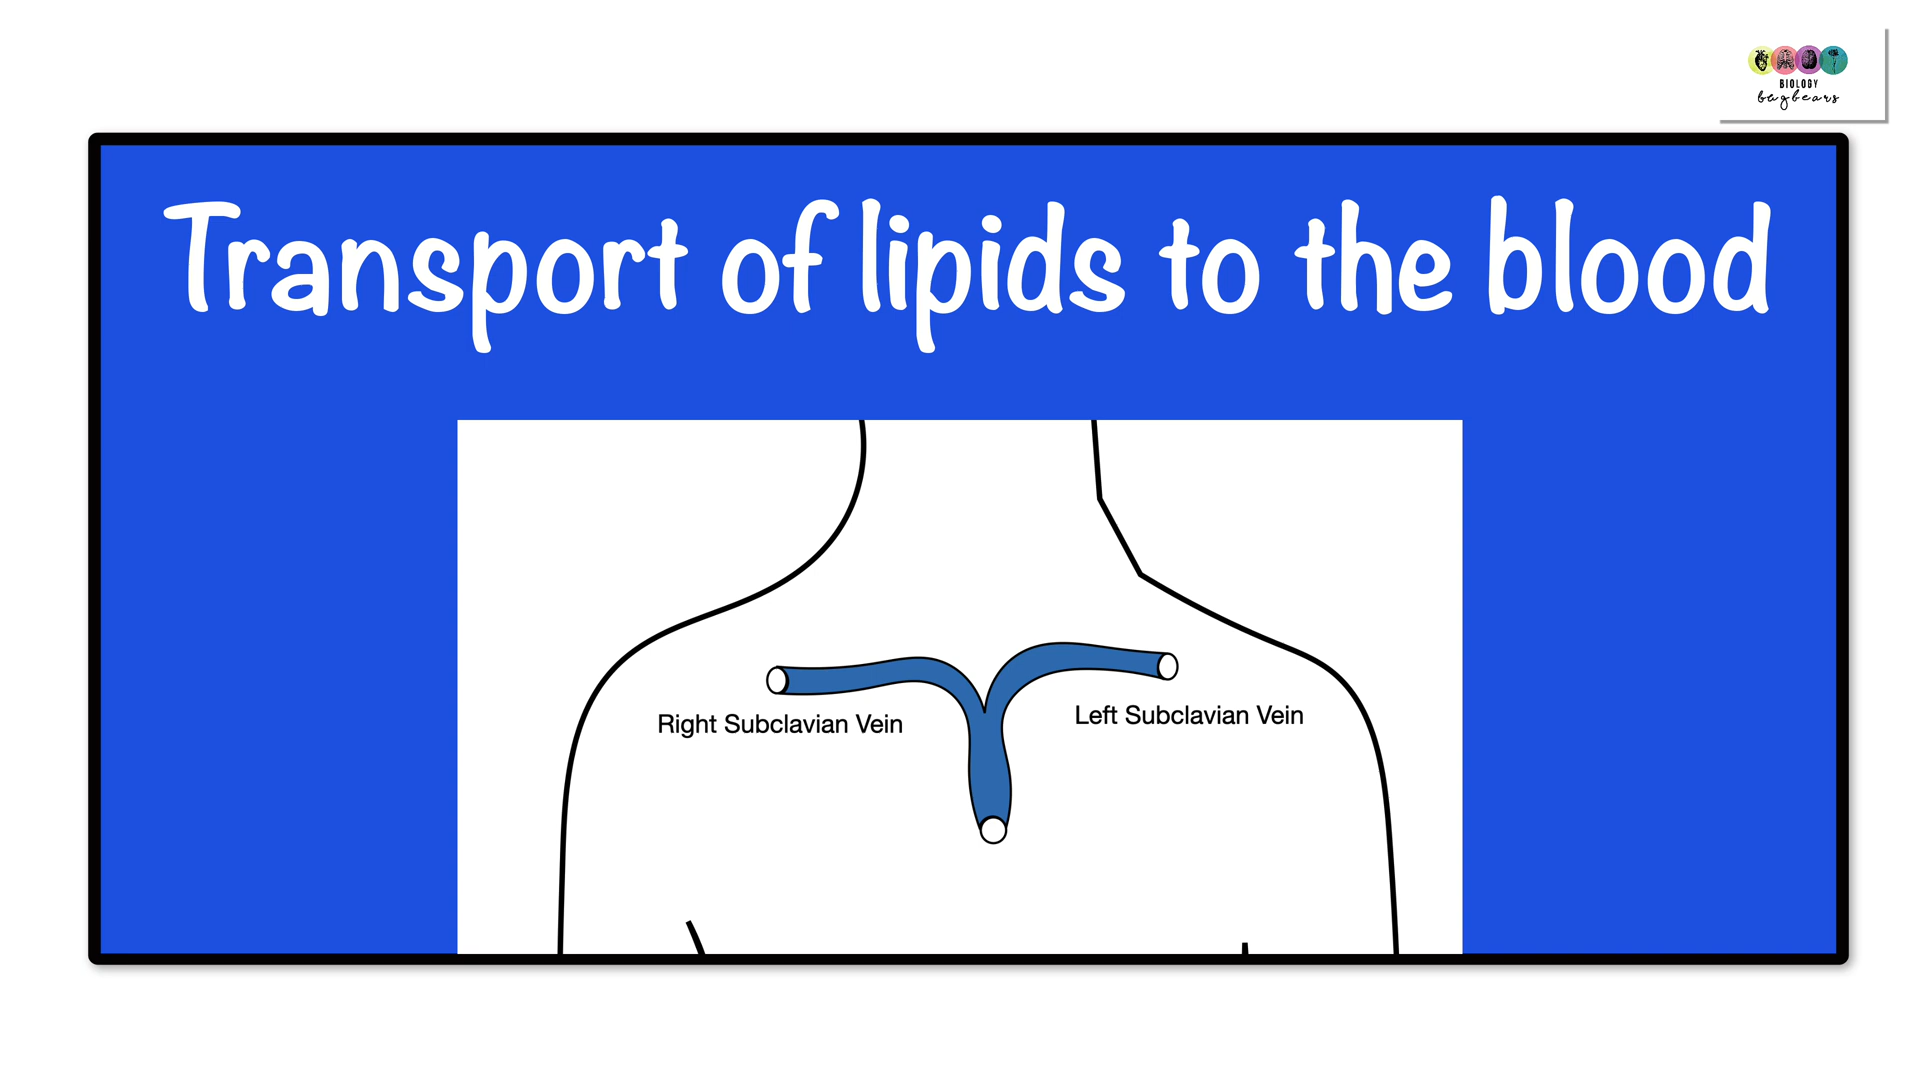 BIOLOGY
bugbears
Transport of lipids to the blood
Right Subclavian Vein
Left Subclavian Vein